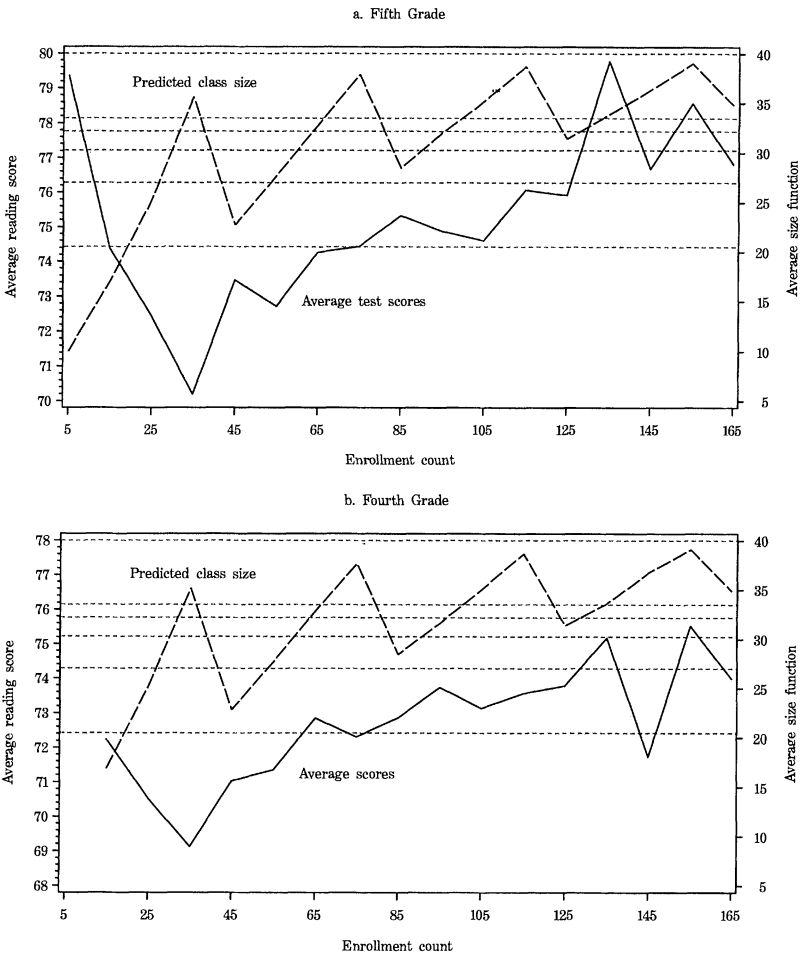 a. Fifth Grade
Average reading score
80
79
78
77
76
75
74
73
72
71
70
Predicted class size
Average test scores
40
35
30
25
20
15
10
5
Average size function
5 25 45 65 85 105 125 145 165
Enrollment count
b. Fourth Grade
Average reading score
78
77
76
75
74
73
72
71
70
69
68
Predicted class size
Average scores
40
35
30
25
20
15
10
5
Average size function
5 25 45 65 85 105 125 145 165
Enrollment count